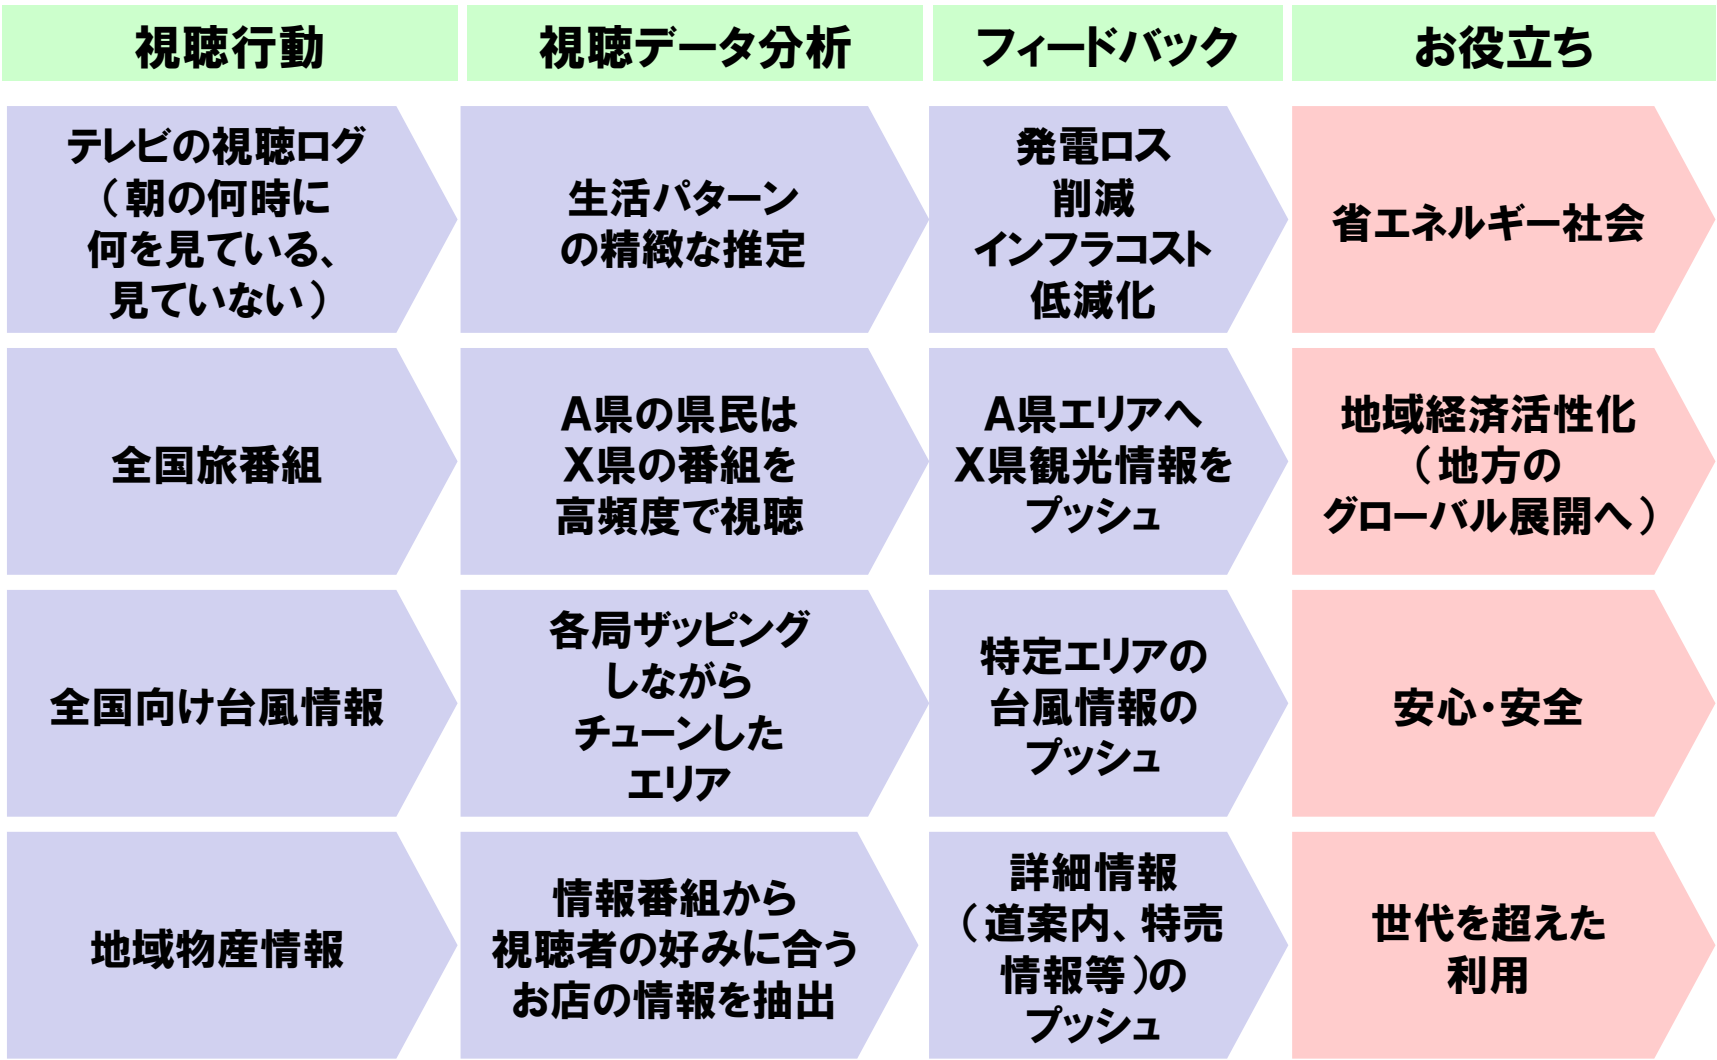 視聴行動
視聴データ分析
フィードバック
お役立ち
テレビの視聴ログ
（朝の何時に
何を見ている、
見ていない）
生活パターン
の精緻な推定
発電ロス
削減
インフラコスト
低減化
省エネルギー社会
全国旅番組
A県の県民は
X県の番組を
高頻度で視聴
A県エリアへ
X県観光情報を
プッシュ
地域経済活性化
（地方の
グローバル展開へ）
全国向け台風情報
各局ザッピング
しながら
チューンした
エリア
特定エリアの
台風情報の
プッシュ
安心・安全
地域物産情報
情報番組から
視聴者の好みに合う
お店の情報を抽出
詳細情報
（道案内、特売
情報等）の
プッシュ
世代を超えた
利用